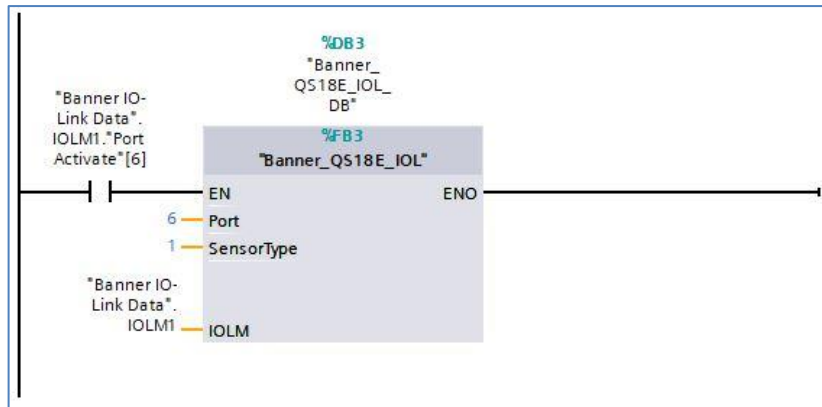 %DB3
"Banner_
QS18E_IOL_
DB"
"Banner IO-
Link Data".
IOLM1."Port
Activate"[6]
%FB3
"Banner_QS18E_IOL"
EN
ENO
6
Port
1
SensorType
"Banner IO-
Link Data".
IOLM1
IOLM